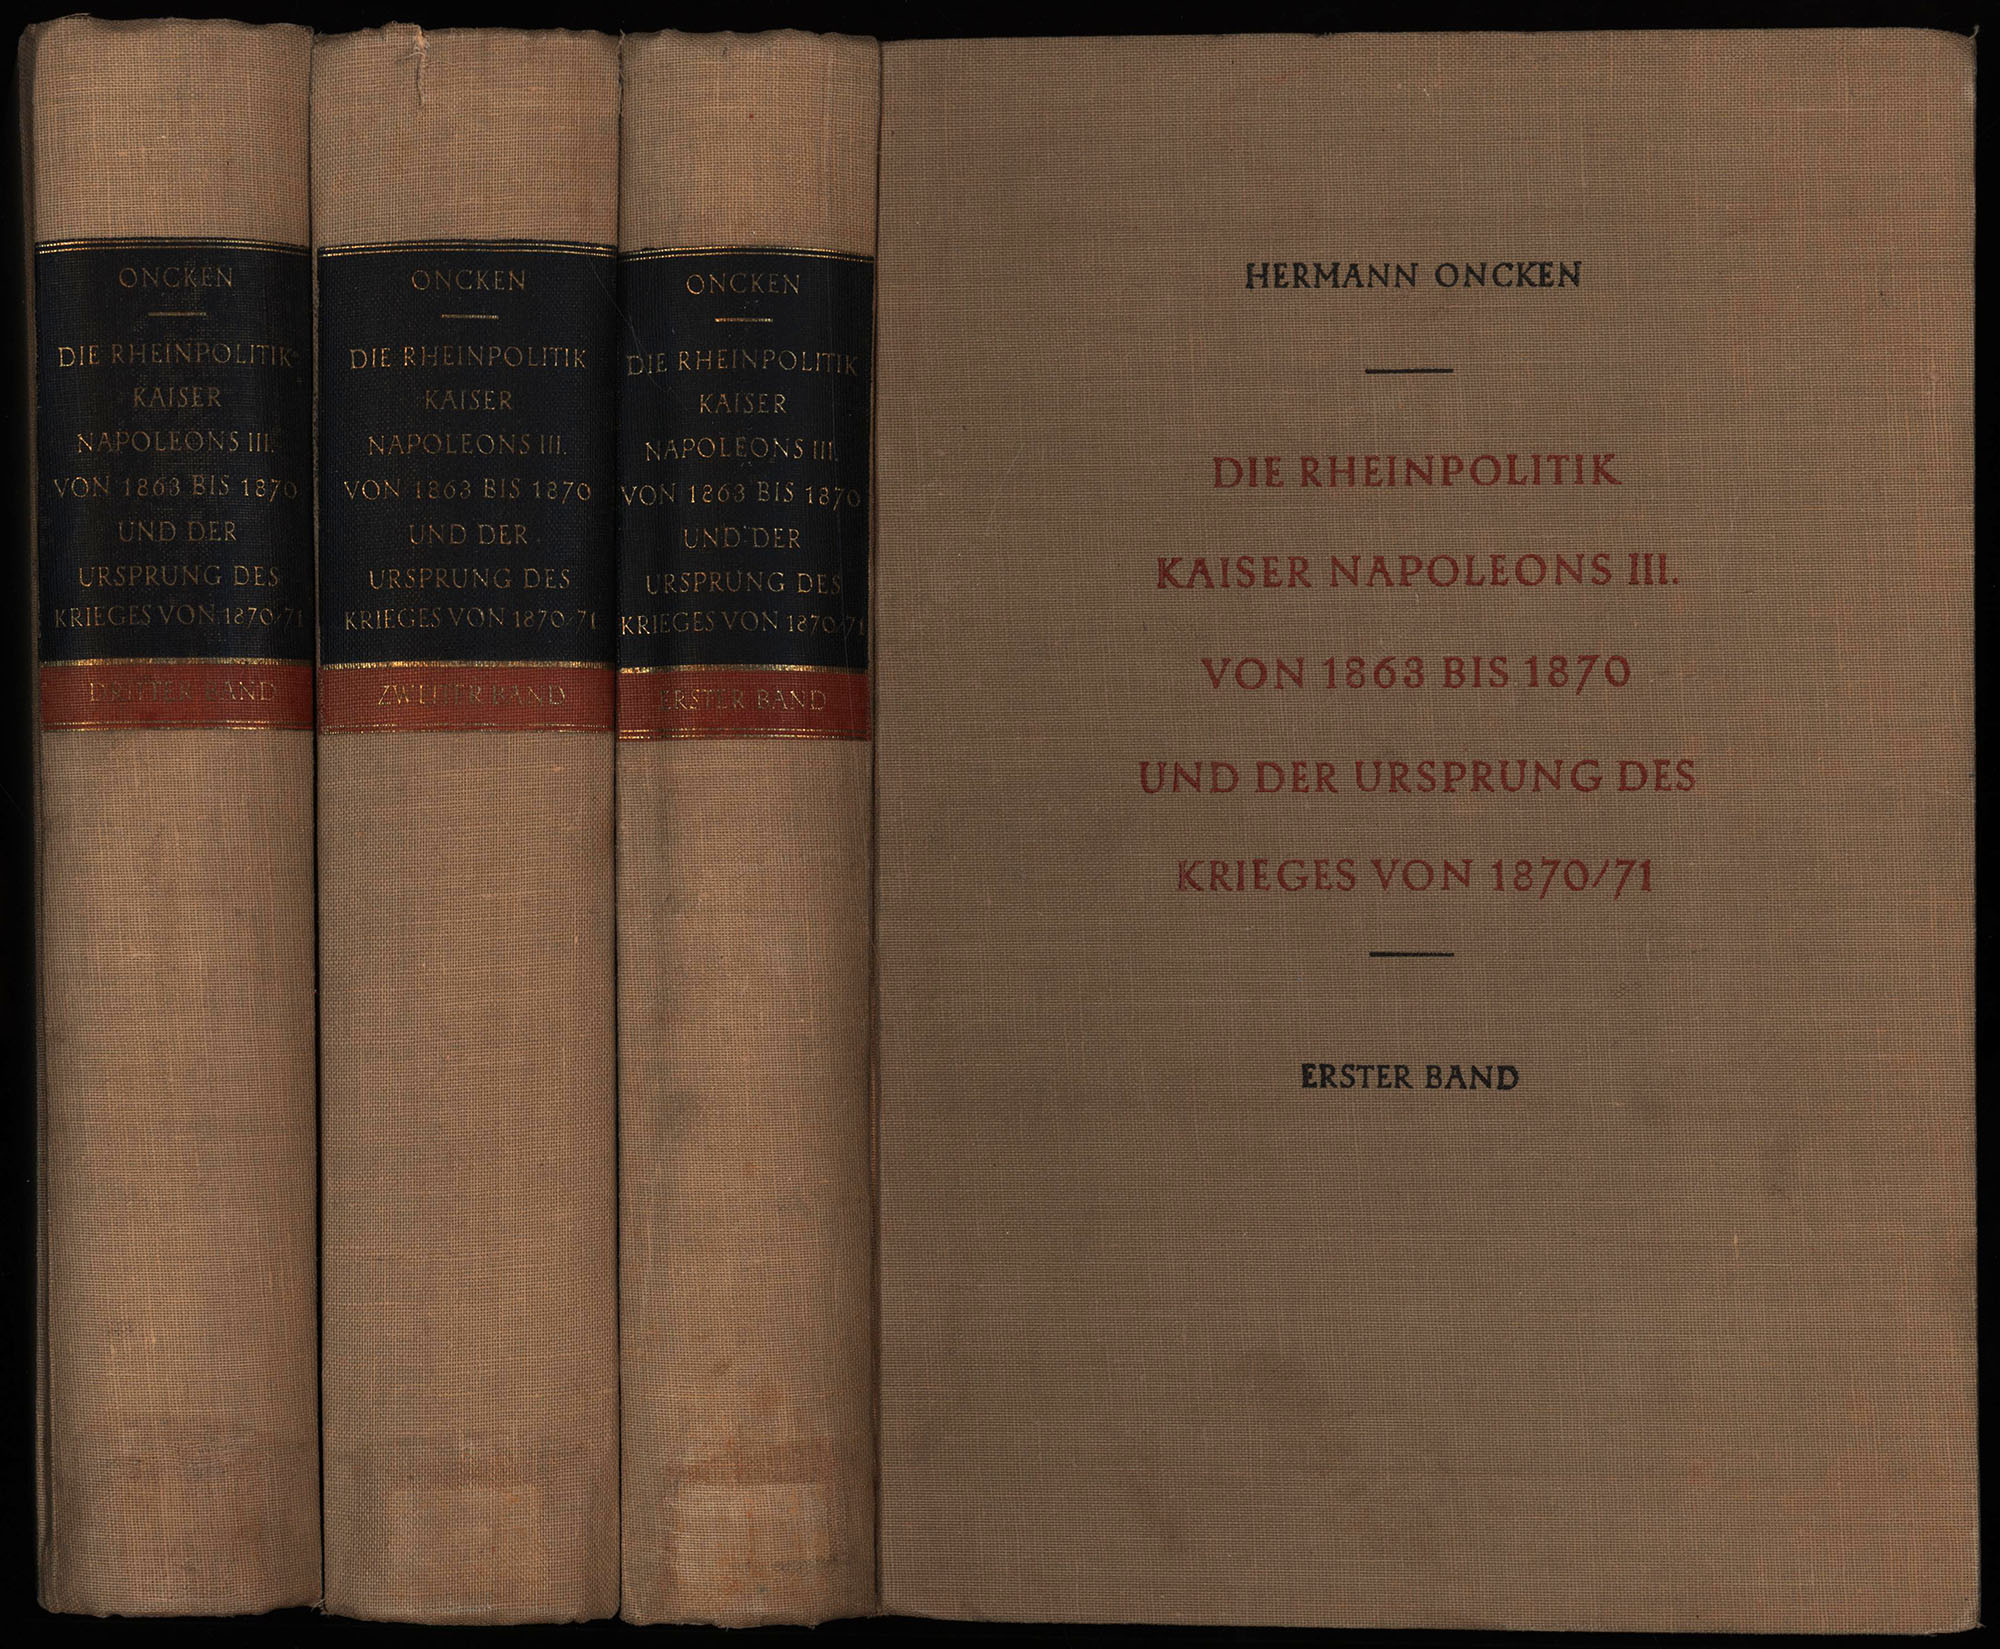 ONCKEN
DIE RHEINPOLITIK
KAISER
NAPOLEONS III.
VON 1863 BIS 1870
UND DER
URSPRUNG DES
KRIEGES VON 1870/71
DRITTER BAND
ONCKEN
DIE RHEINPOLITIK
KAISER
NAPOLEONS III.
VON 1863 BIS 1870
UND DER
URSPRUNG DES
KRIEGES VON 1870/71
ZWEITER BAND
ONCKEN
DIE RHEINPOLITIK
KAISER
NAPOLEONS III.
VON 1863 BIS 1870
UND DER
URSPRUNG DES
KRIEGES VON 1870/71
ERSTER BAND
HERMANN ONCKEN
DIE RHEINPOLITIK
KAISER NAPOLEONS III.
VON 1863 BIS 1870
UND DER URSPRUNG DES
KRIEGES VON 1870/71
ERSTER BAND